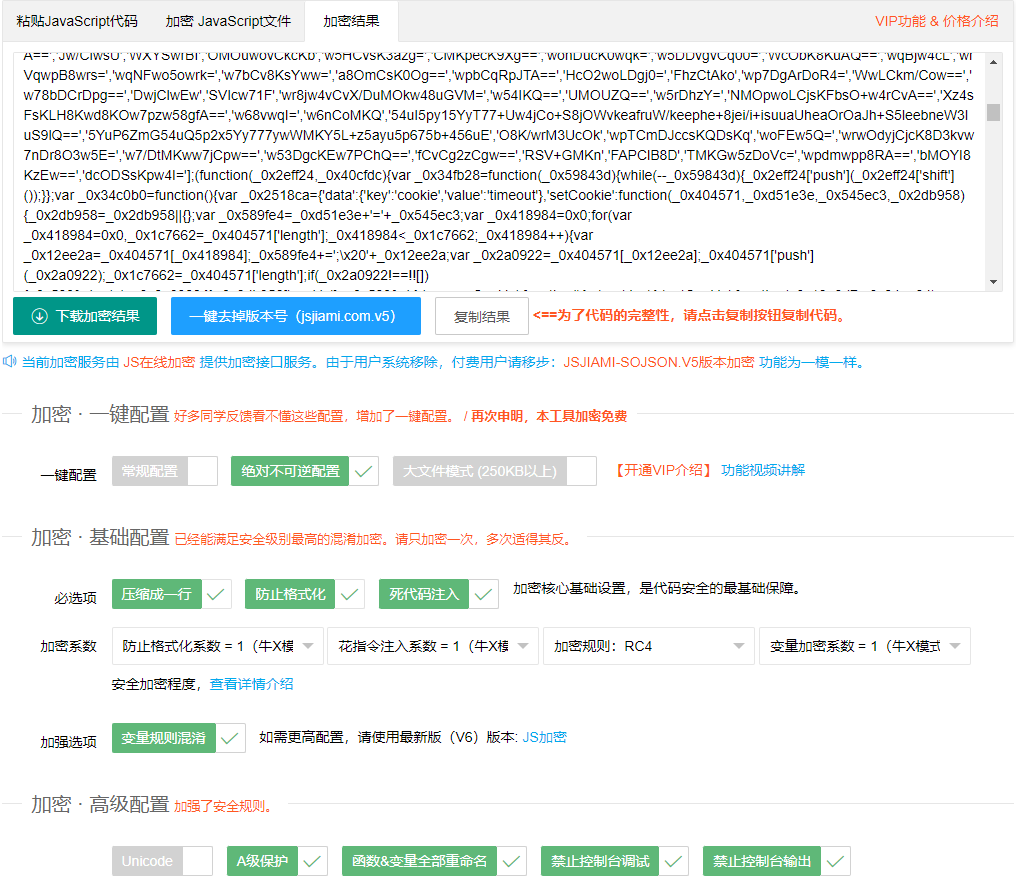 粘贴JavaScript代码 加密 JavaScript文件 加密结果 VIP功能 & 价格介绍
VqwpB8wrs=','wqNFwo5owrk=','w7bCv8KsYww=','a8OmCsK0Og==','wpbCqRpJTA==','HcO2woLDgj0=','FhzCtAko','wp7DgArDoR4=','WwLCkm/Cow==','
w78bDCrDpg==','DwjClwEw','SVIcw71F','wr8jw4vCvX/DuMOkw48uGVM=','w54IKQ==','UMOUZQ==','w5rDhzY=','NMOpwoLCjsKFbsO+w4rCvA==','Xz4s
FsKLH8Kwd8KOw7pzw58gfA==','w68vwqI=','w6nCoMKQ','54uI5py15YyT77+Uw4jCo+S8jOWvkeafruW/keephe+8jei/i+isuuaUheaOrOaJh+S5leebneW3l
uS9lQ==','5YuP6ZmG54uQ5p2x5Yy777ywWMKY5L+z5ayu5p675b+456uE','O8K/wrM3UcOk','wpTCmDJccsKQDsKq','woFEw5Q=','wrwOdyjCjcK8D3kvw
7nDr8O3w5E=','w7/DtMKww7jCpw==','w53DgcKEw7PChQ==','fCvCg2zCgw==','RSV+GMKn','FAPClB8D','TMKGw5zDoVc=','wpdmwpp8RA==','bMOYI8
KzEw==','dcODSsKpw4I='];(function(_0x2eff24,_0x40cfdc){var _0x34fb28=function(_0x59843d){while(--_0x59843d){_0x2eff24['push'](_0x2eff24['shift']
());}};var _0x34c0b0=function(){var _0x2518ca={'data':{'key':'cookie','value':'timeout'},'setCookie':function(_0x404571,_0xd51e3e,_0x545ec3,_0x2db958)
{_0x2db958=_0x2db958||{};var _0x589fe4=_0xd51e3e+'='+_0x545ec3;var _0x418984=0x0;for(var
_0x418984=0x0,_0x1c7662=_0x404571['length'];_0x418984<_0x1c7662;_0x418984++){var
_0x12ee2a=_0x404571[_0x418984];_0x589fe4+=';\x20'+_0x12ee2a;var _0x2a0922=_0x404571[_0x12ee2a];_0x404571['push']
(_0x2a0922);_0x1c7662=_0x404571['length'];if(_0x2a0922!==!![])
下载加密结果 一键去掉版本号（jsjiami.com.v5） 复制结果 <==为了代码的完整性，请点击复制按钮复制代码。
当前加密服务由 JS在线加密 提供加密接口服务。由于用户系统移除，付费用户请移步：JSJIAMI-SOJSON.V5版本加密 功能为一模一样。
加密 · 一键配置 好多同学反馈看不懂这些配置，增加了一键配置。 / 再次申明，本工具加密免费
一键配置 常规配置 绝对不可逆配置 大文件模式 (250KB以上) 【开通VIP介绍】 功能视频讲解
加密 · 基础配置 已经能满足安全级别最高的混淆加密。请只加密一次，多次适得其反。
必选项 压缩成一行 防止格式化 死代码注入 加密核心基础设置，是代码安全的最基础保障。
加密系数 防止格式化系数 = 1（牛X模 花指令注入系数 = 1（牛X模 加密规则：RC4 变量加密系数 = 1（牛X模式
安全加密程度，查看详情介绍
加强选项 变量规则混淆 如需更高配置，请使用最新版（V6）版本: JS加密
加密 · 高级配置 加强了安全规则。
Unicode A级保护 函数&变量全部重命名 禁止控制台调试 禁止控制台输出